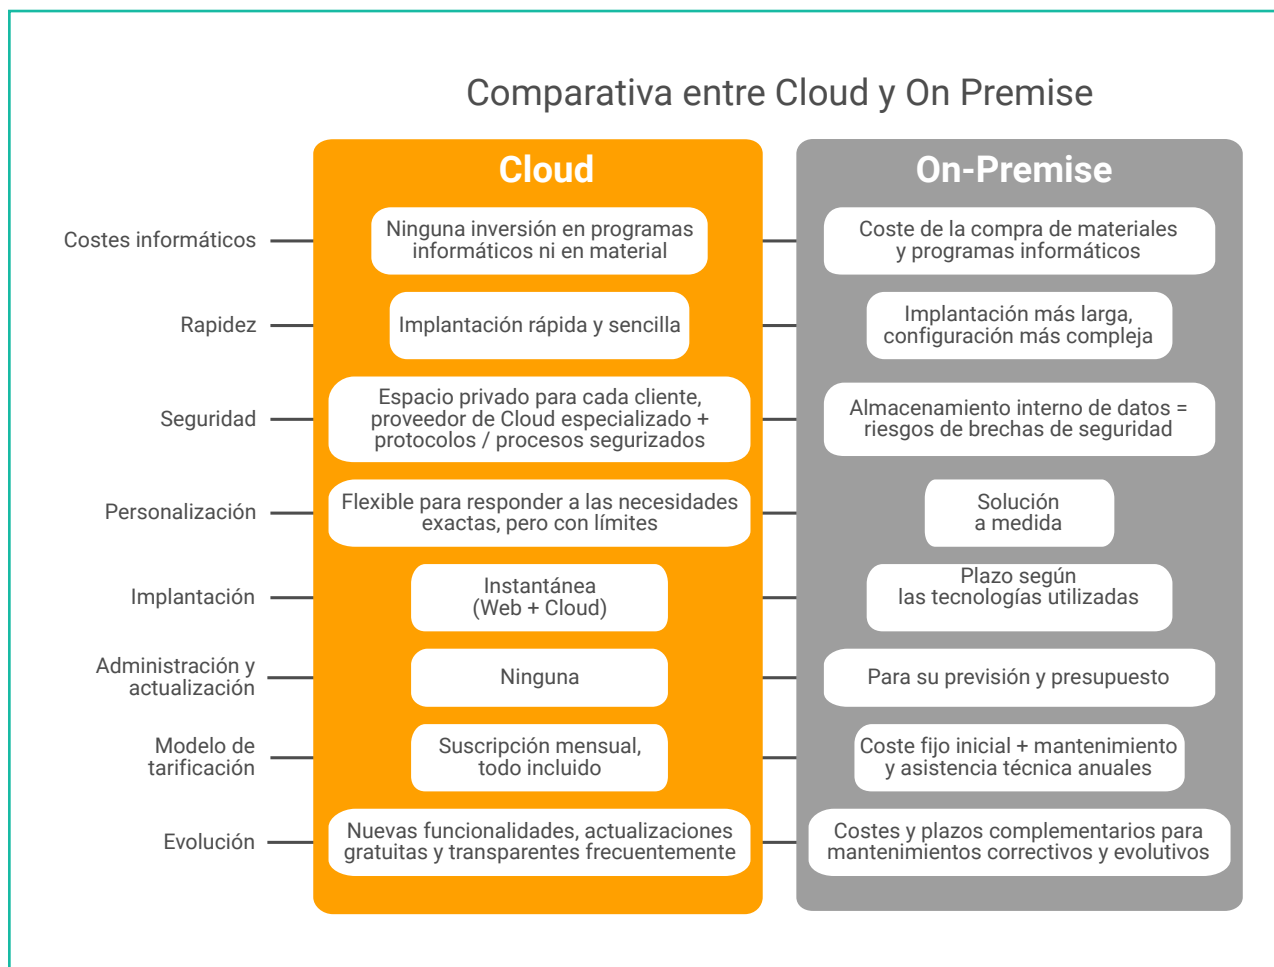 Comparativa entre Cloud y On Premise
Cloud
On-Premise
Costes informáticos
Ninguna inversión en programas
informáticos ni en material
Coste de la compra de materiales
y programas informáticos
Rapidez
Implantación rápida y sencilla
Implantación más larga,
configuración más compleja
Seguridad
Espacio privado para cada cliente,
proveedor de Cloud especializado +
protocolos / procesos segurizados
Almacenamiento interno de datos =
riesgos de brechas de seguridad
Personalización
Flexible para responder a las necesidades
exactas, pero con límites
Solución
a medida
Implantación
Instantánea
(Web + Cloud)
Plazo según
las tecnologías utilizadas
Administración y
actualización
Ninguna
Para su previsión y presupuesto
Modelo de
tarificación
Suscripción mensual,
todo incluido
Coste fijo inicial + mantenimiento
y asistencia técnica anuales
Evolución
Nuevas funcionalidades, actualizaciones
gratuitas y transparentes frecuentemente
Costes y plazos complementarios para
mantenimientos correctivos y evolutivos